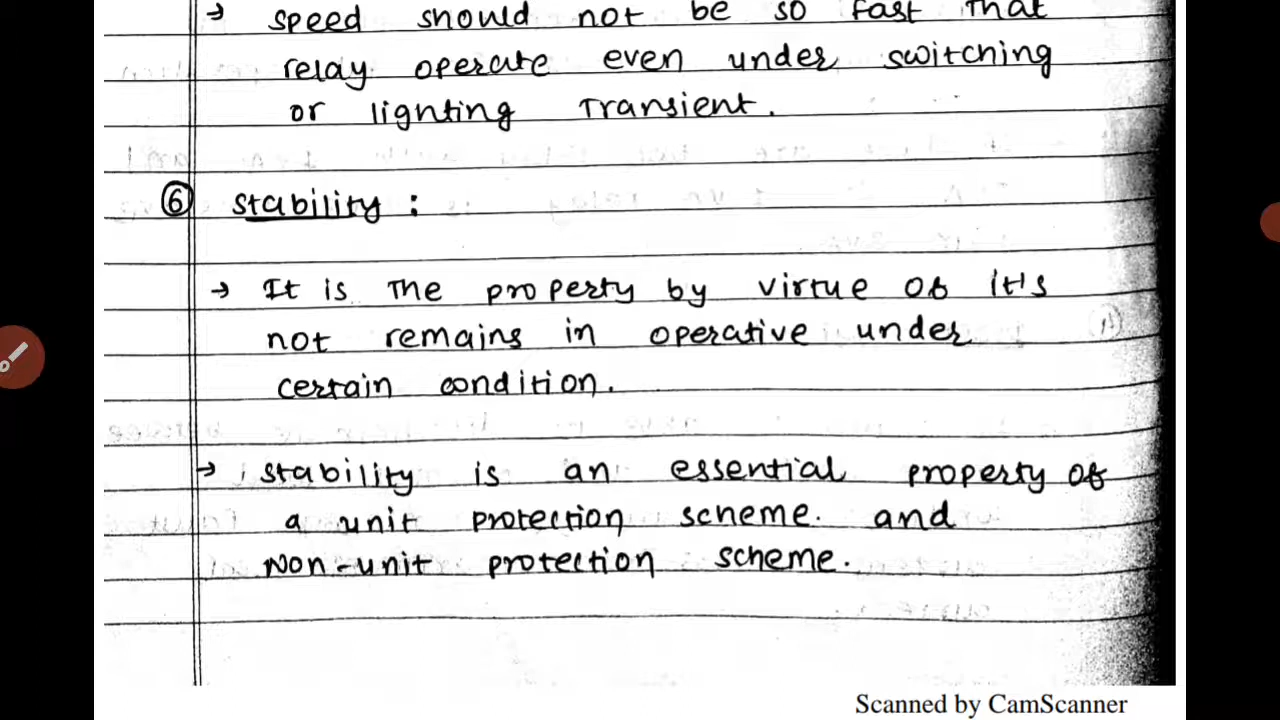 → speed should not be so fast that
relay operate even under switching
or lignting Transient.
⑥ stability :
→ It is the property by virtue of it's
not remains in operative under
certain condition.
→ stability is an essential property of
a unit protection scheme. and
Non-unit protection scheme.
Scanned by CamScanner